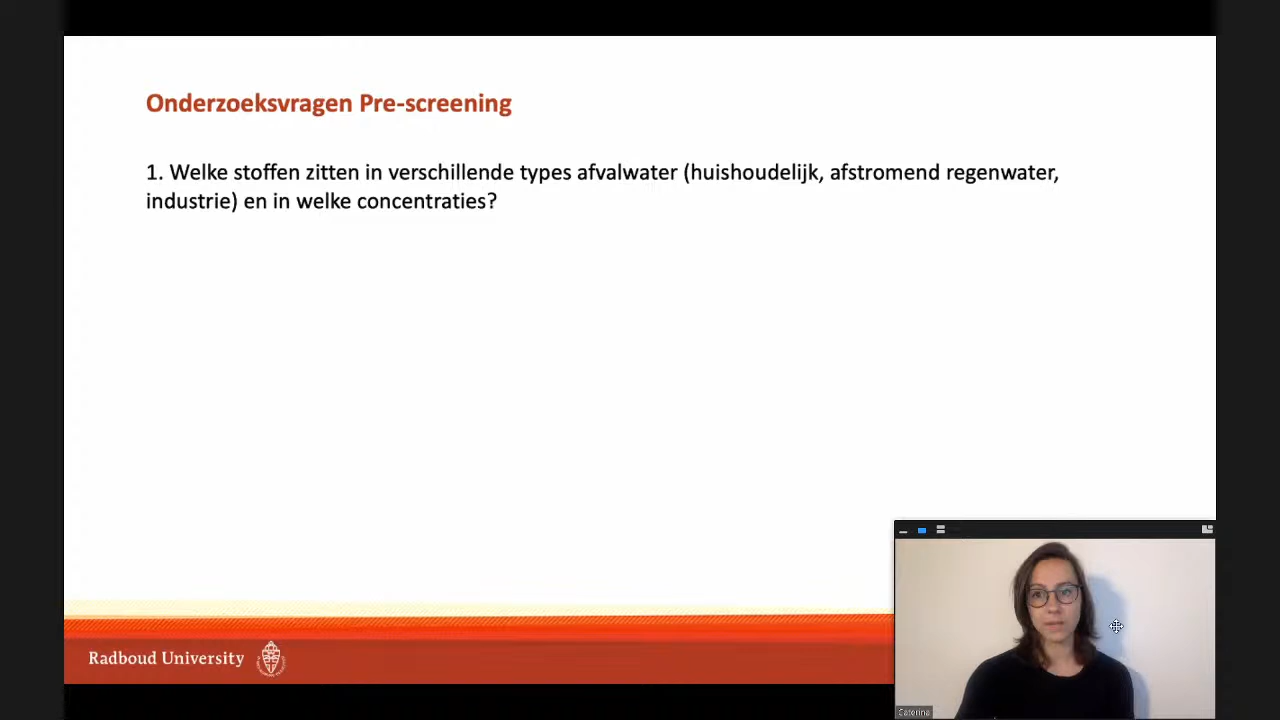 Onderzoeksvragen Pre-screening
1. Welke stoffen zitten in verschillende types afvalwater (huishoudelijk, afstromend regenwater,
industrie) en in welke concentraties?
Radboud University
Caterina